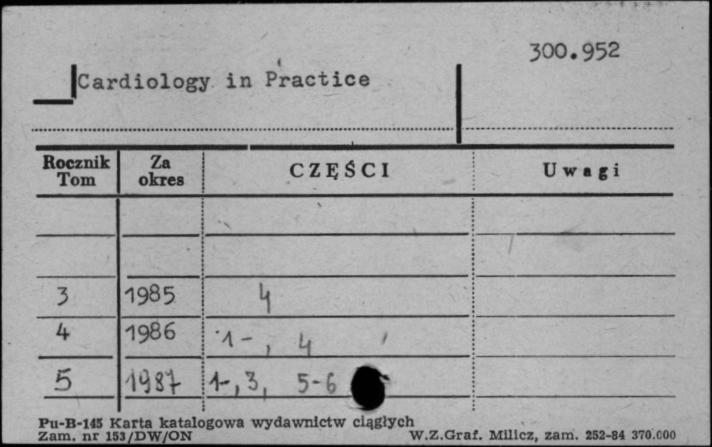 300.952
Cardiology in Practice
Rocznik Tom Za okres CZĘŚCI Uwagi
3 1985 4
4 1986 1-, 4
5 1987 1-, 3, 5-6
Pu-B-145 Karta katalogowa wydawnictw ciągłych
Zam. nr 153/DW/ON W.Z.Graf. Milicz, zam. 252-84 370.000